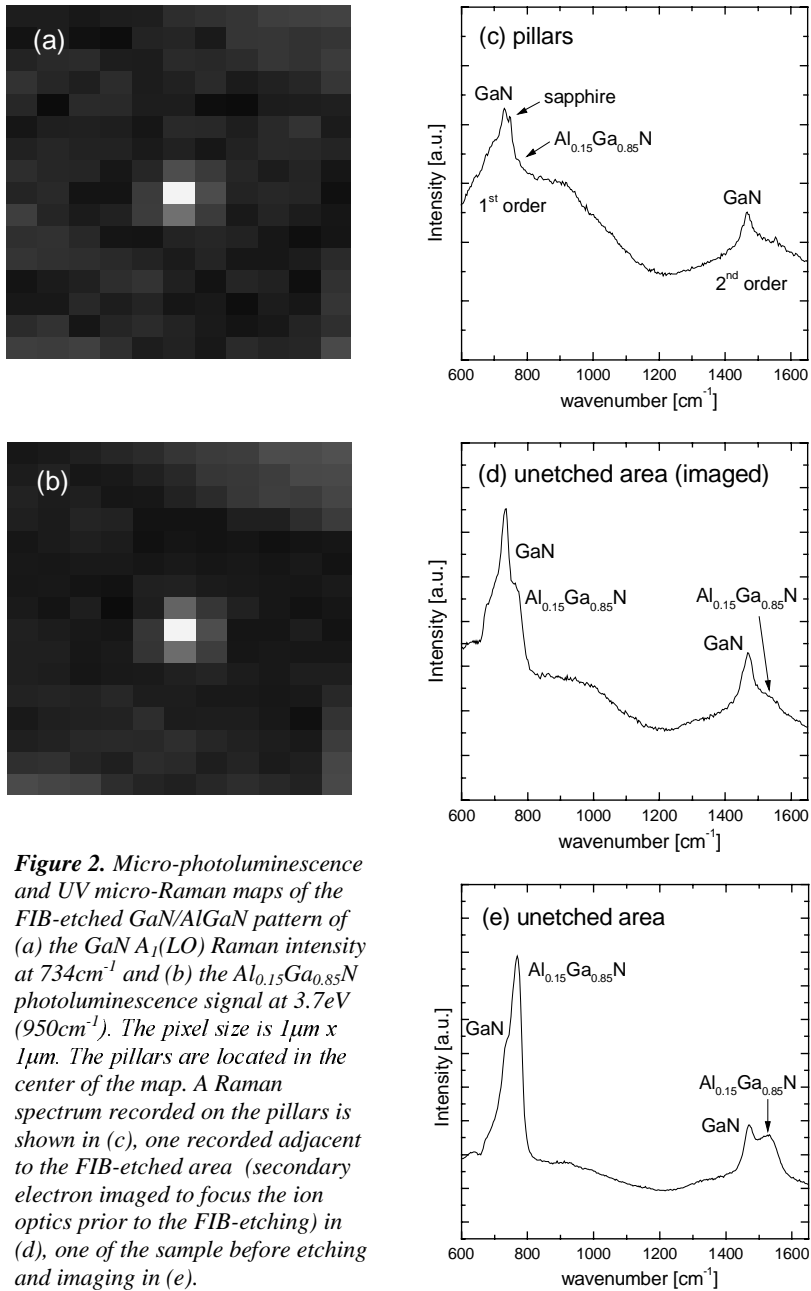 (a)
(b)
Figure 2. Micro-photoluminescence
and UV micro-Raman maps of the
FIB-etched GaN/AlGaN pattern of
(a) the GaN A₁(LO) Raman intensity
at 734cm⁻¹ and (b) the Al₀.₁₅Ga₀.₈₅N
photoluminescence signal at 3.7eV
(950cm⁻¹). The pixel size is 1μm x
1μm. The pillars are located in the
center of the map. A Raman
spectrum recorded on the pillars is
shown in (c), one recorded adjacent
to the FIB-etched area (secondary
electron imaged to focus the ion
optics prior to the FIB-etching) in
(d), one of the sample before etching
and imaging in (e).
(c) pillars
GaN
sapphire
Al₀.₁₅Ga₀.₈₅N
1ˢᵗ order
GaN
2ⁿᵈ order
Intensity [a.u.]
600 800 1000 1200 1400 1600
wavenumber [cm⁻¹]
(d) unetched area (imaged)
GaN
Al₀.₁₅Ga₀.₈₅N
Al₀.₁₅Ga₀.₈₅N
GaN
Intensity [a.u.]
600 800 1000 1200 1400 1600
wavenumber [cm⁻¹]
(e) unetched area
Al₀.₁₅Ga₀.₈₅N
GaN
Al₀.₁₅Ga₀.₈₅N
GaN
Intensity [a.u.]
600 800 1000 1200 1400 1600
wavenumber [cm⁻¹]